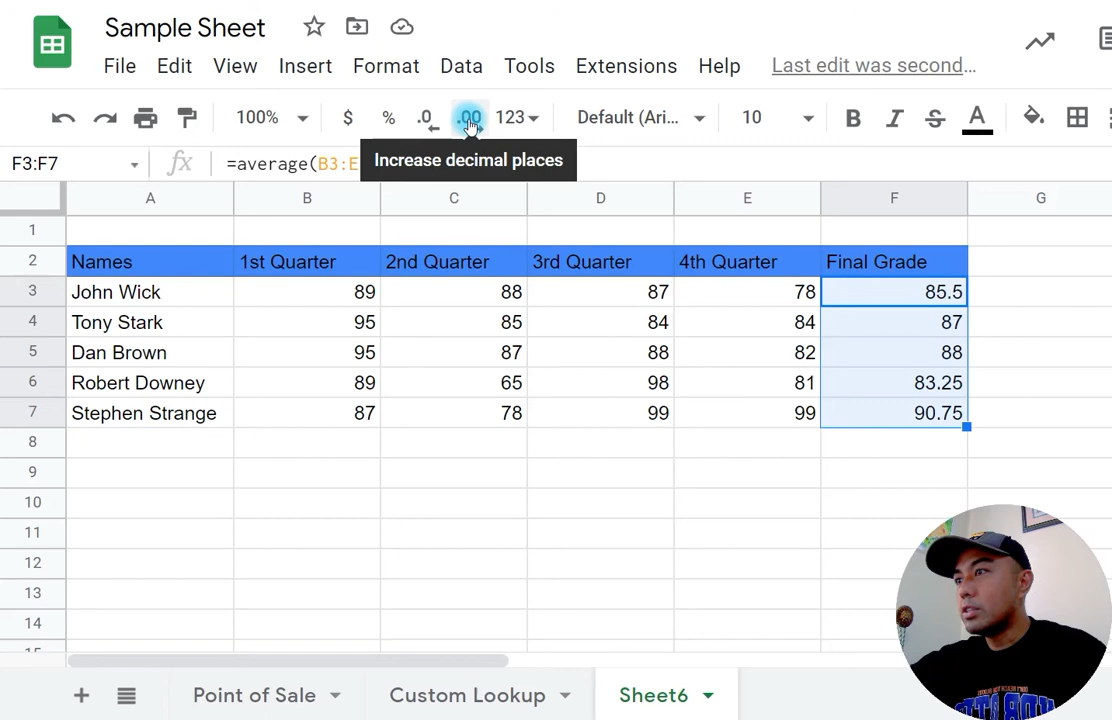 Sample Sheet
File Edit View Insert Format Data Tools Extensions Help Last edit was second…
100% $ % .0 .00 123 Default (Ari... 10 B I S A
F3:F7 fx =average(B3:E
Increase decimal places
A B C D E F G
1
2 Names 1st Quarter 2nd Quarter 3rd Quarter 4th Quarter Final Grade
3 John Wick 89 88 87 78 85.5
4 Tony Stark 95 85 84 84 87
5 Dan Brown 95 87 88 82 88
6 Robert Downey 89 65 98 81 83.25
7 Stephen Strange 87 78 99 99 90.75
8
9
10
11
12
13
14
15
+ Point of Sale Custom Lookup Sheet6